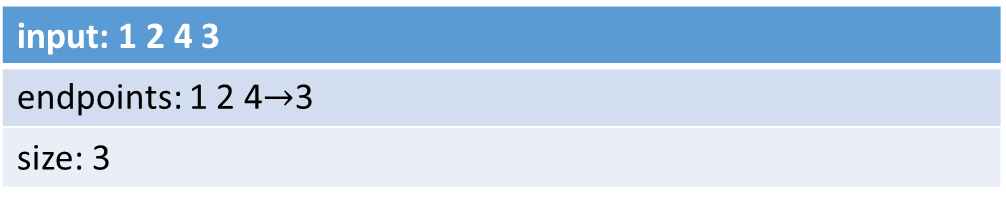 input: 1 2 4 3
endpoints: 1 2 4→3
size: 3